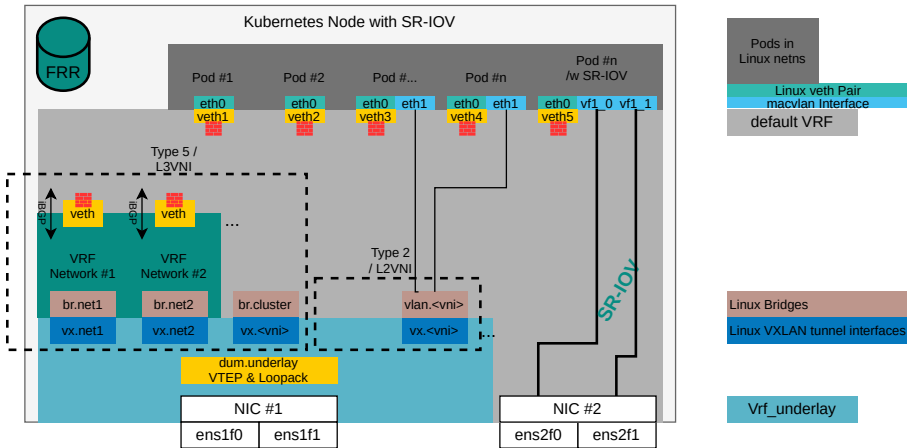 Kubernetes Node with SR-IOV
FRR
Pod #1
Pod #2
Pod #...
Pod #n
Pod #n
/w SR-IOV
eth0
eth0
eth0 eth1
eth0 eth1
eth0 vf1_0 vf1_1
veth1
veth2
veth3
veth4
veth5
Type 5 /
L3VNI
iBGP
veth
iBGP
veth
...
VRF
Network #1
VRF
Network #2
Type 2
/ L2VNI
br.net1
br.net2
br.cluster
vlan.<vni>
vx.net1
vx.net2
vx.<vni>
vx.<vni>
...
SR-IOV
dum.underlay
VTEP & Loopack
NIC #1
ens1f0 ens1f1
NIC #2
ens2f0 ens2f1
Pods in
Linux netns
Linux veth Pair
macvlan Interface
default VRF
Linux Bridges
Linux VXLAN tunnel interfaces
Vrf_underlay